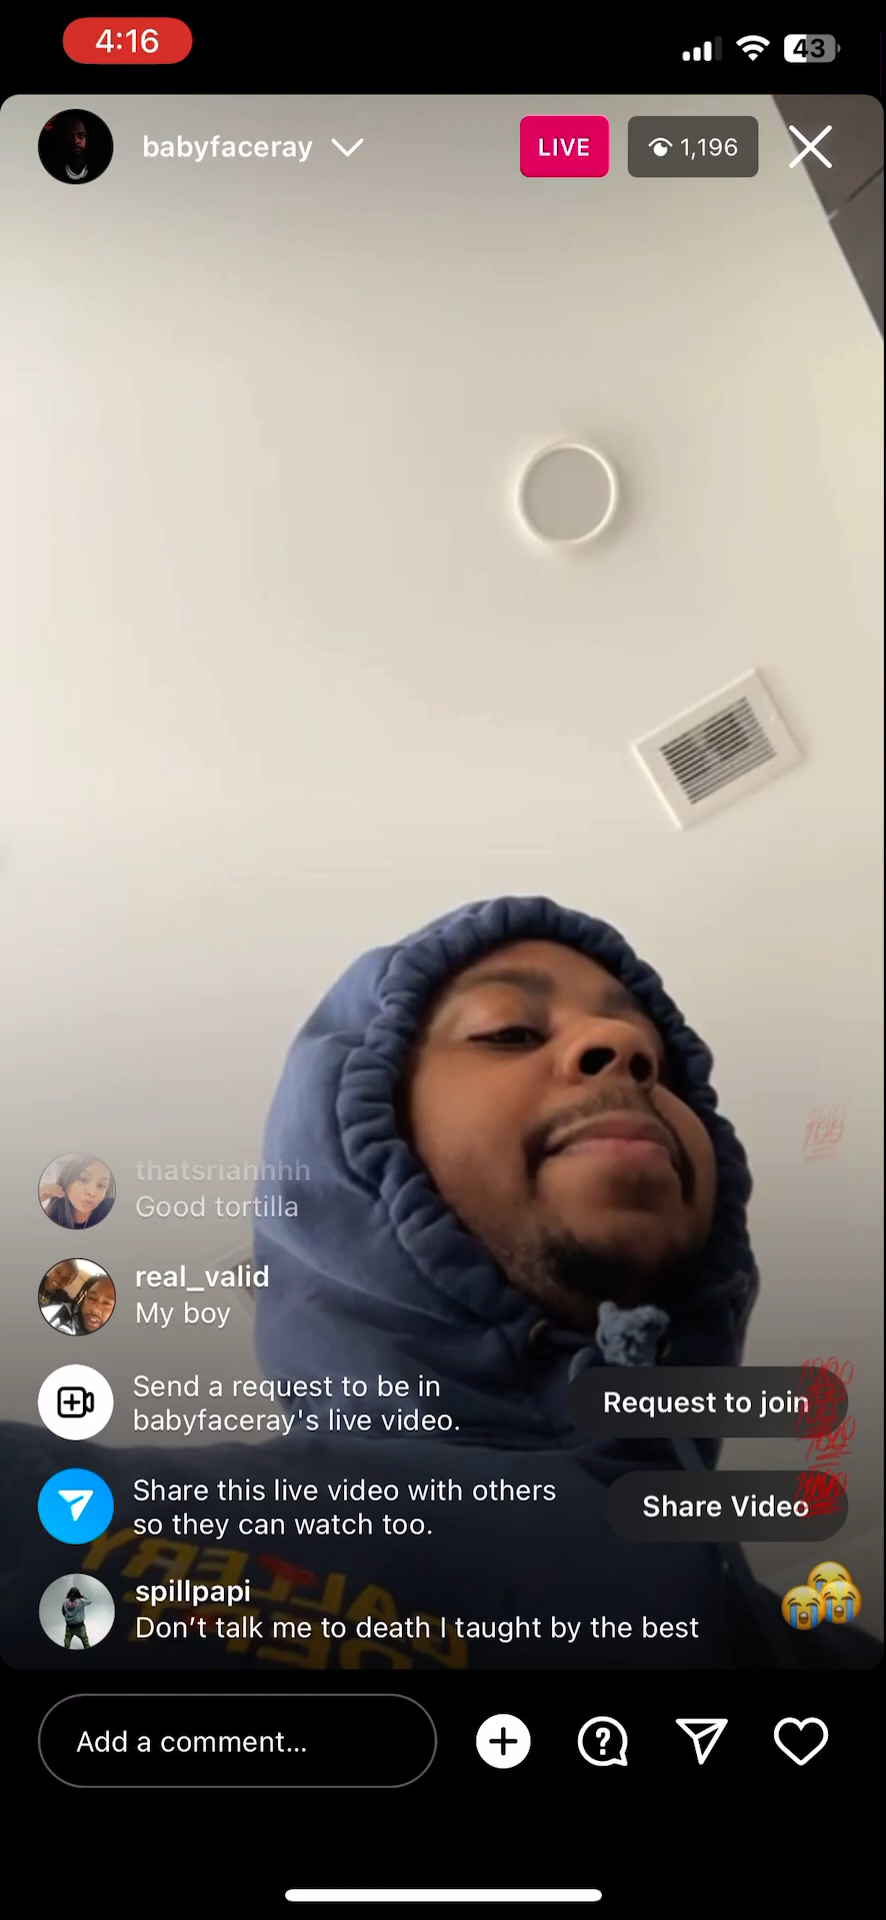 4:16
43
babyfaceray
LIVE
1,196
thatsriahhhh
Good tortilla
real_valid
My boy
Send a request to be in
babyfaceray's live video.
Request to join
Share this live video with others
so they can watch too.
Share Video
spillpapi
Don’t talk me to death I taught by the best
Add a comment...